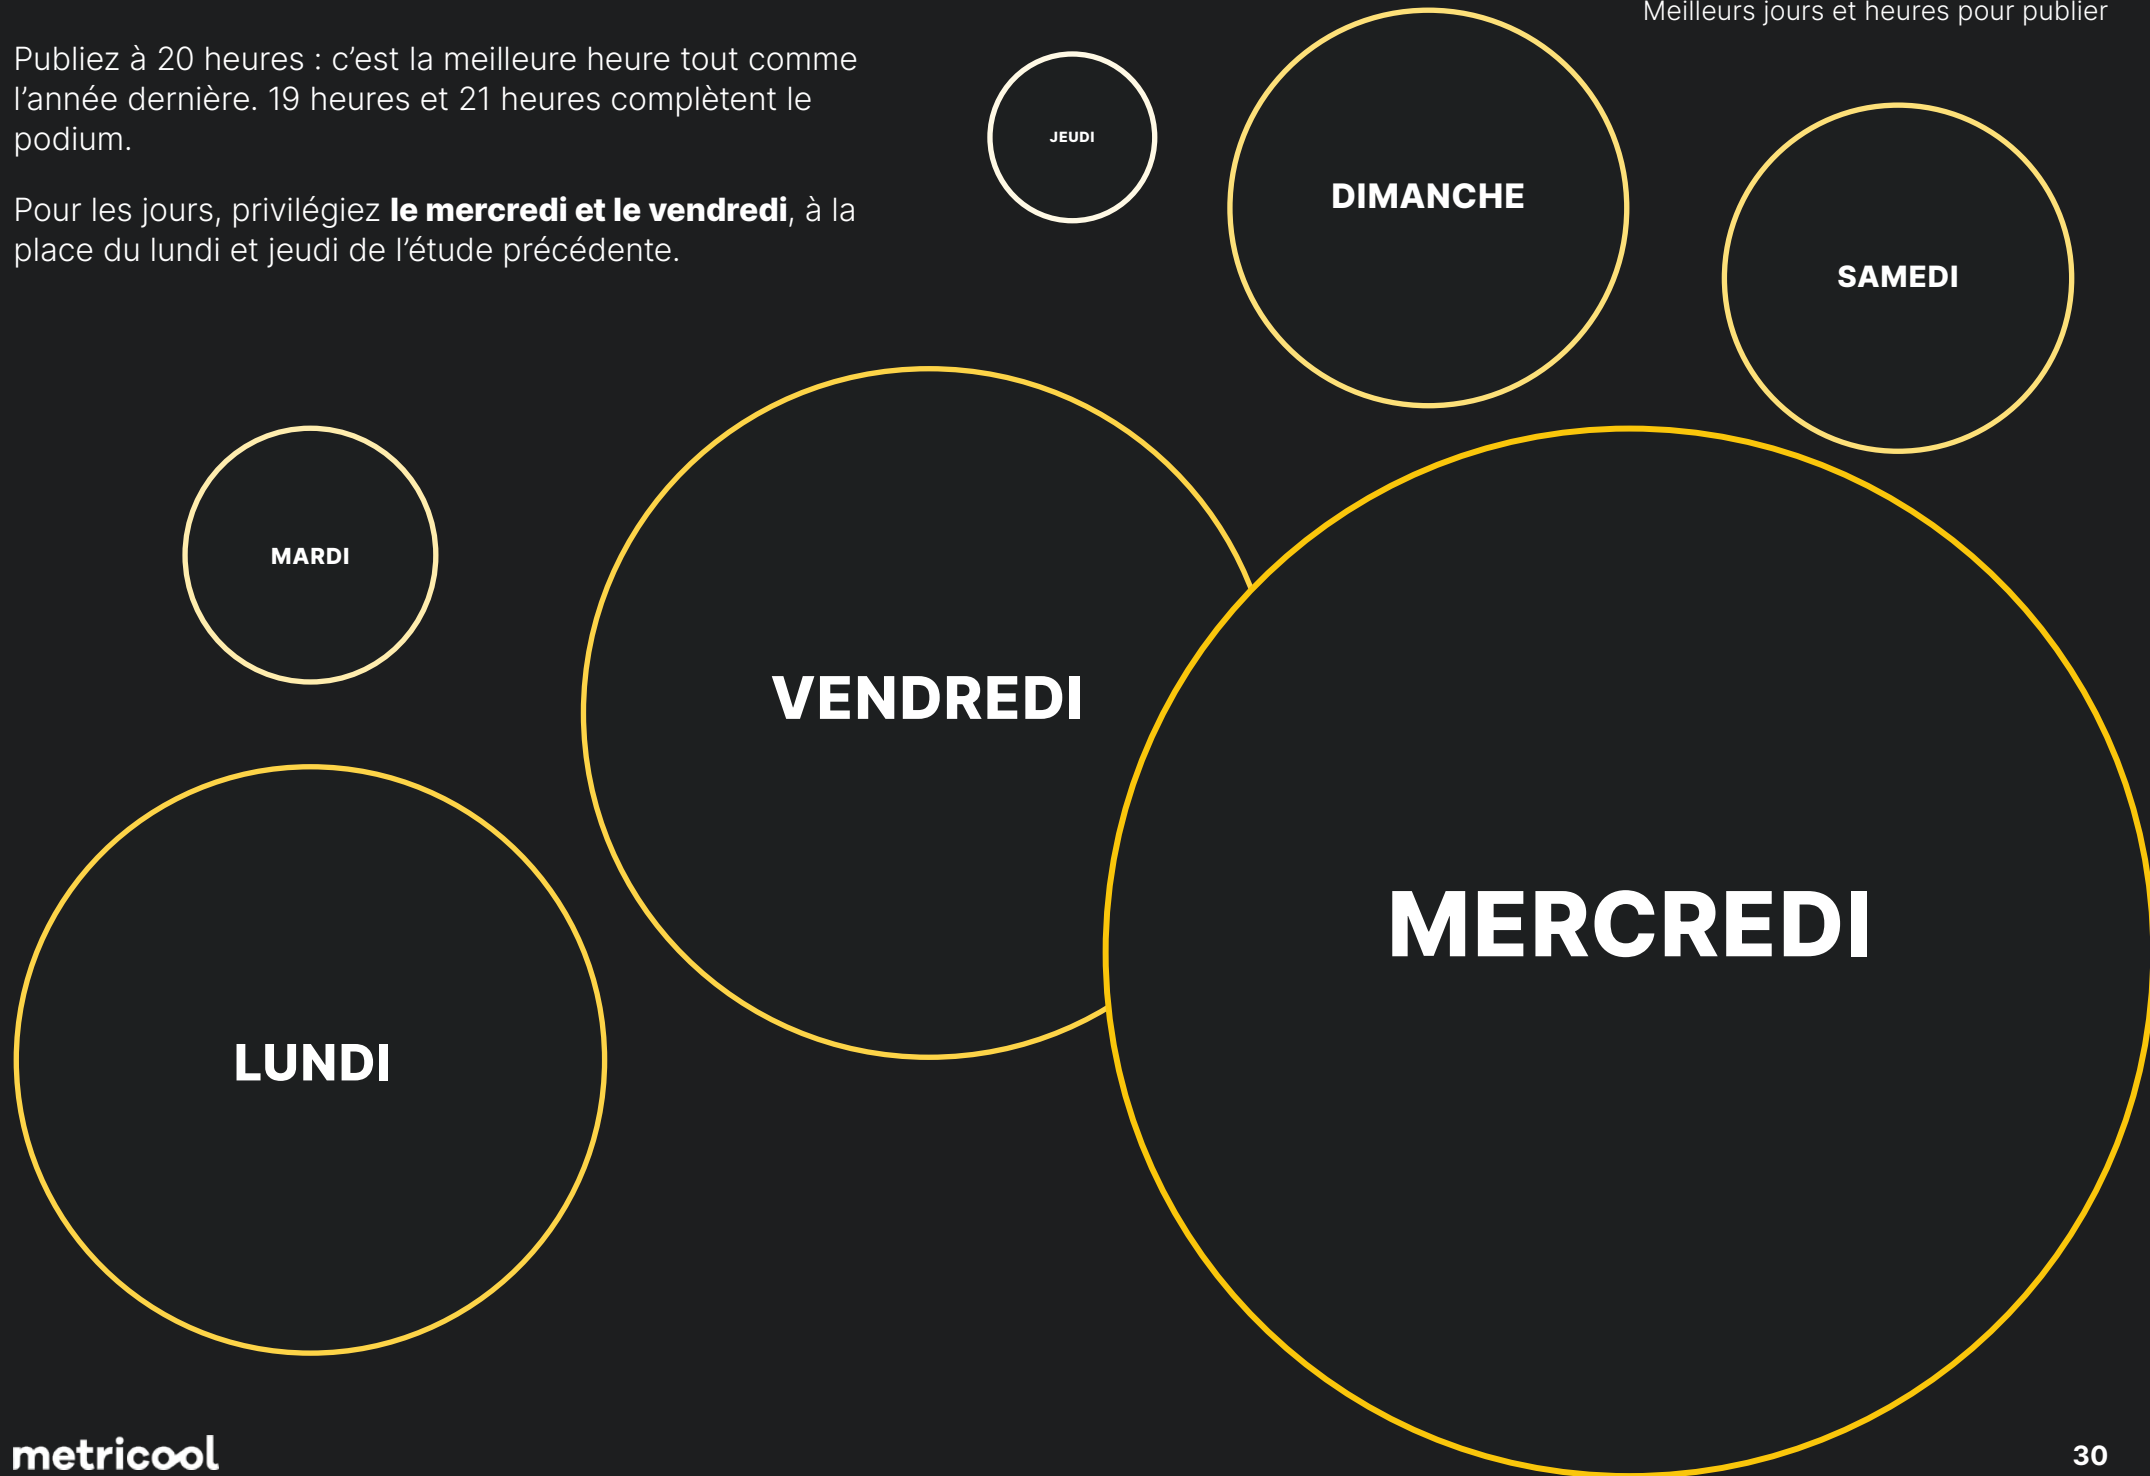 Meilleurs jours et heures pour publier
Publiez à 20 heures : c’est la meilleure heure tout comme
l’année dernière. 19 heures et 21 heures complètent le
podium.
Pour les jours, privilégiez le mercredi et le vendredi, à la
place du lundi et jeudi de l’étude précédente.
JEUDI
DIMANCHE
SAMEDI
MARDI
VENDREDI
MERCREDI
LUNDI
metricool
30